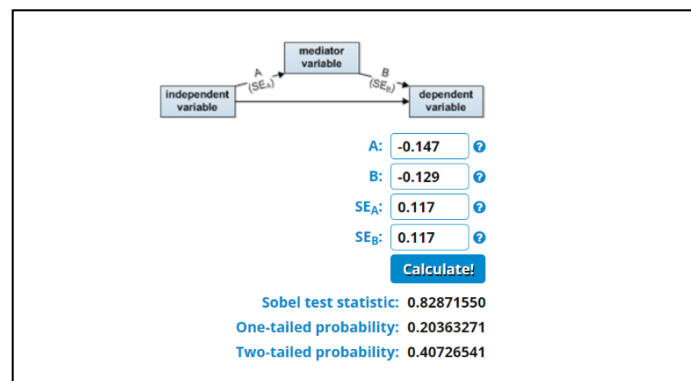 mediator
variable
A
(SEA)
B
(SEB)
independent
variable
dependent
variable
A: -0.147 ?
B: -0.129 ?
SEA: 0.117 ?
SEB: 0.117 ?
Calculate!
Sobel test statistic: 0.82871550
One-tailed probability: 0.20363271
Two-tailed probability: 0.40726541